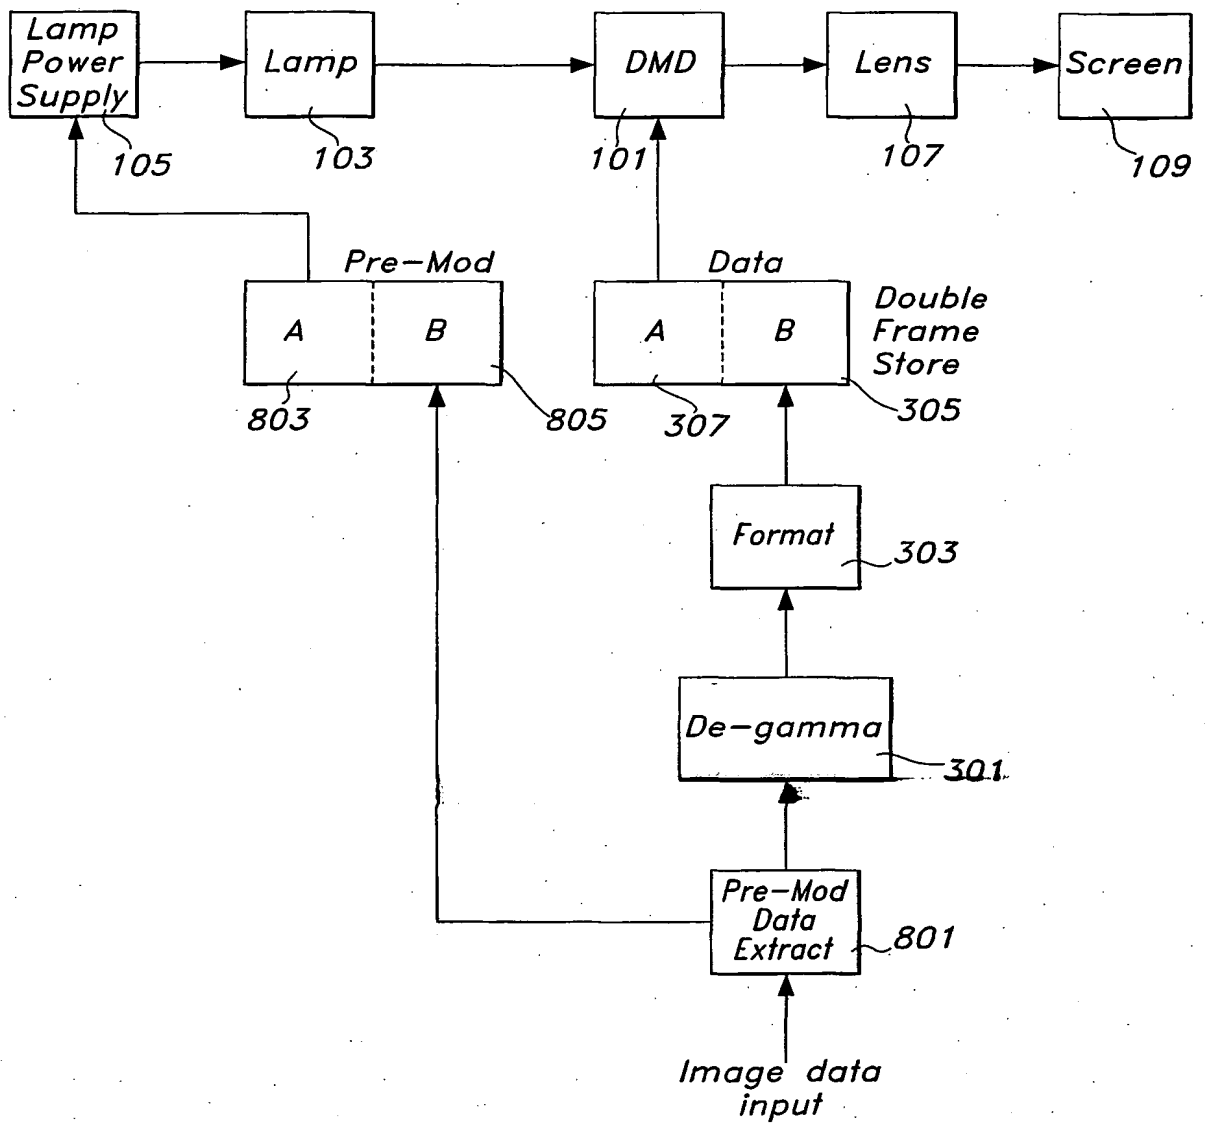 Lamp
Power
Supply
Lamp
DMD
Lens
Screen
105
103
101
107
109
Pre-Mod
Data
A
B
A
B
Double
Frame
Store
803
805
307
305
Format
303
De-gamma
301
Pre-Mod
Data
Extract
801
Image data
input